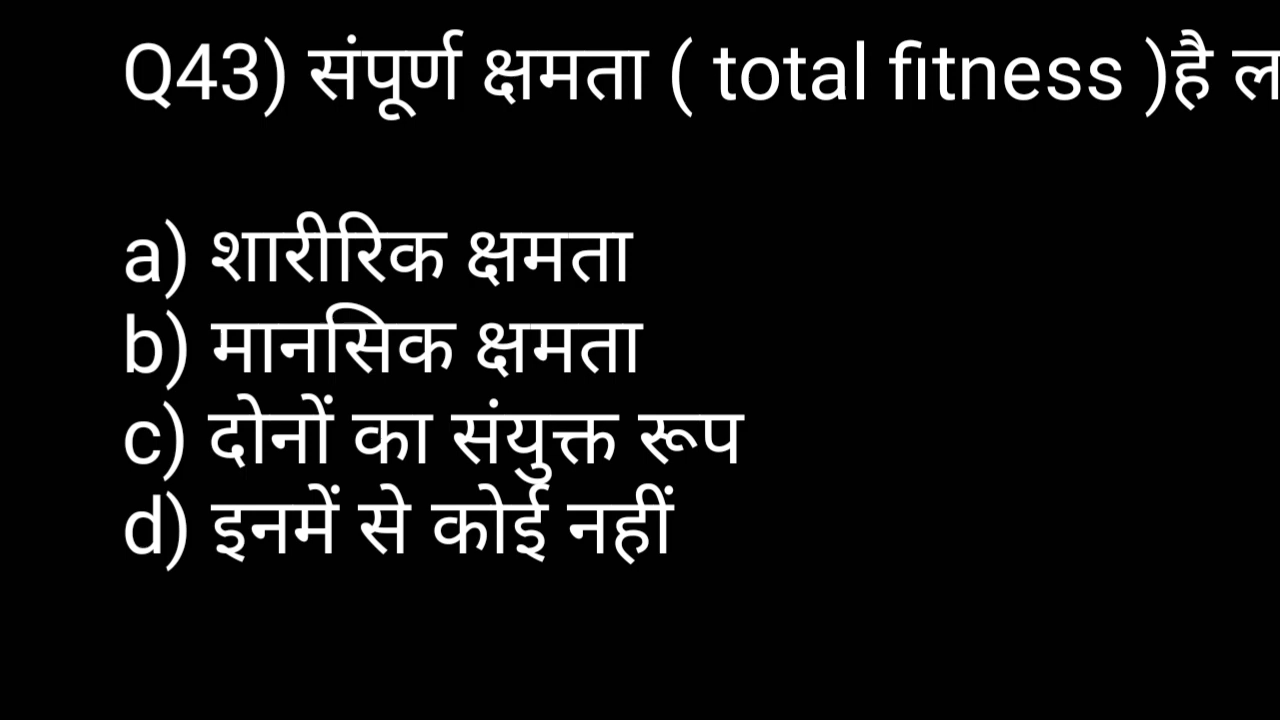 Q43) संपूर्ण क्षमता ( total fitness )है
a) शारीरिक क्षमता
b) मानसिक क्षमता
c) दोनों का संयुक्त रूप
d) इनमें से कोई नहीं